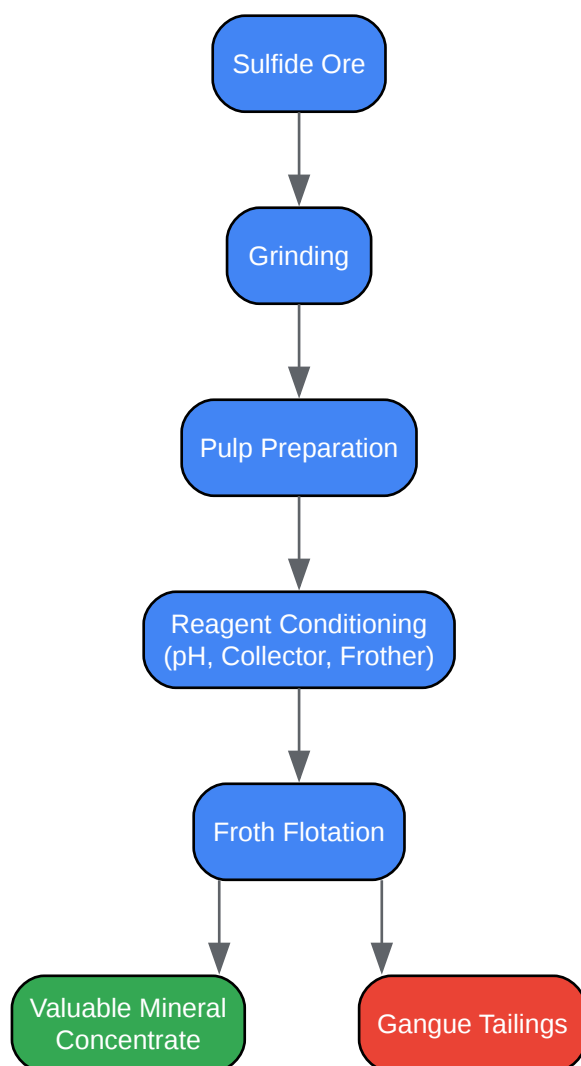 Sulfide Ore
Grinding
Pulp Preparation
Reagent Conditioning
(pH, Collector, Frother)
Froth Flotation
Valuable Mineral
Concentrate
Gangue Tailings